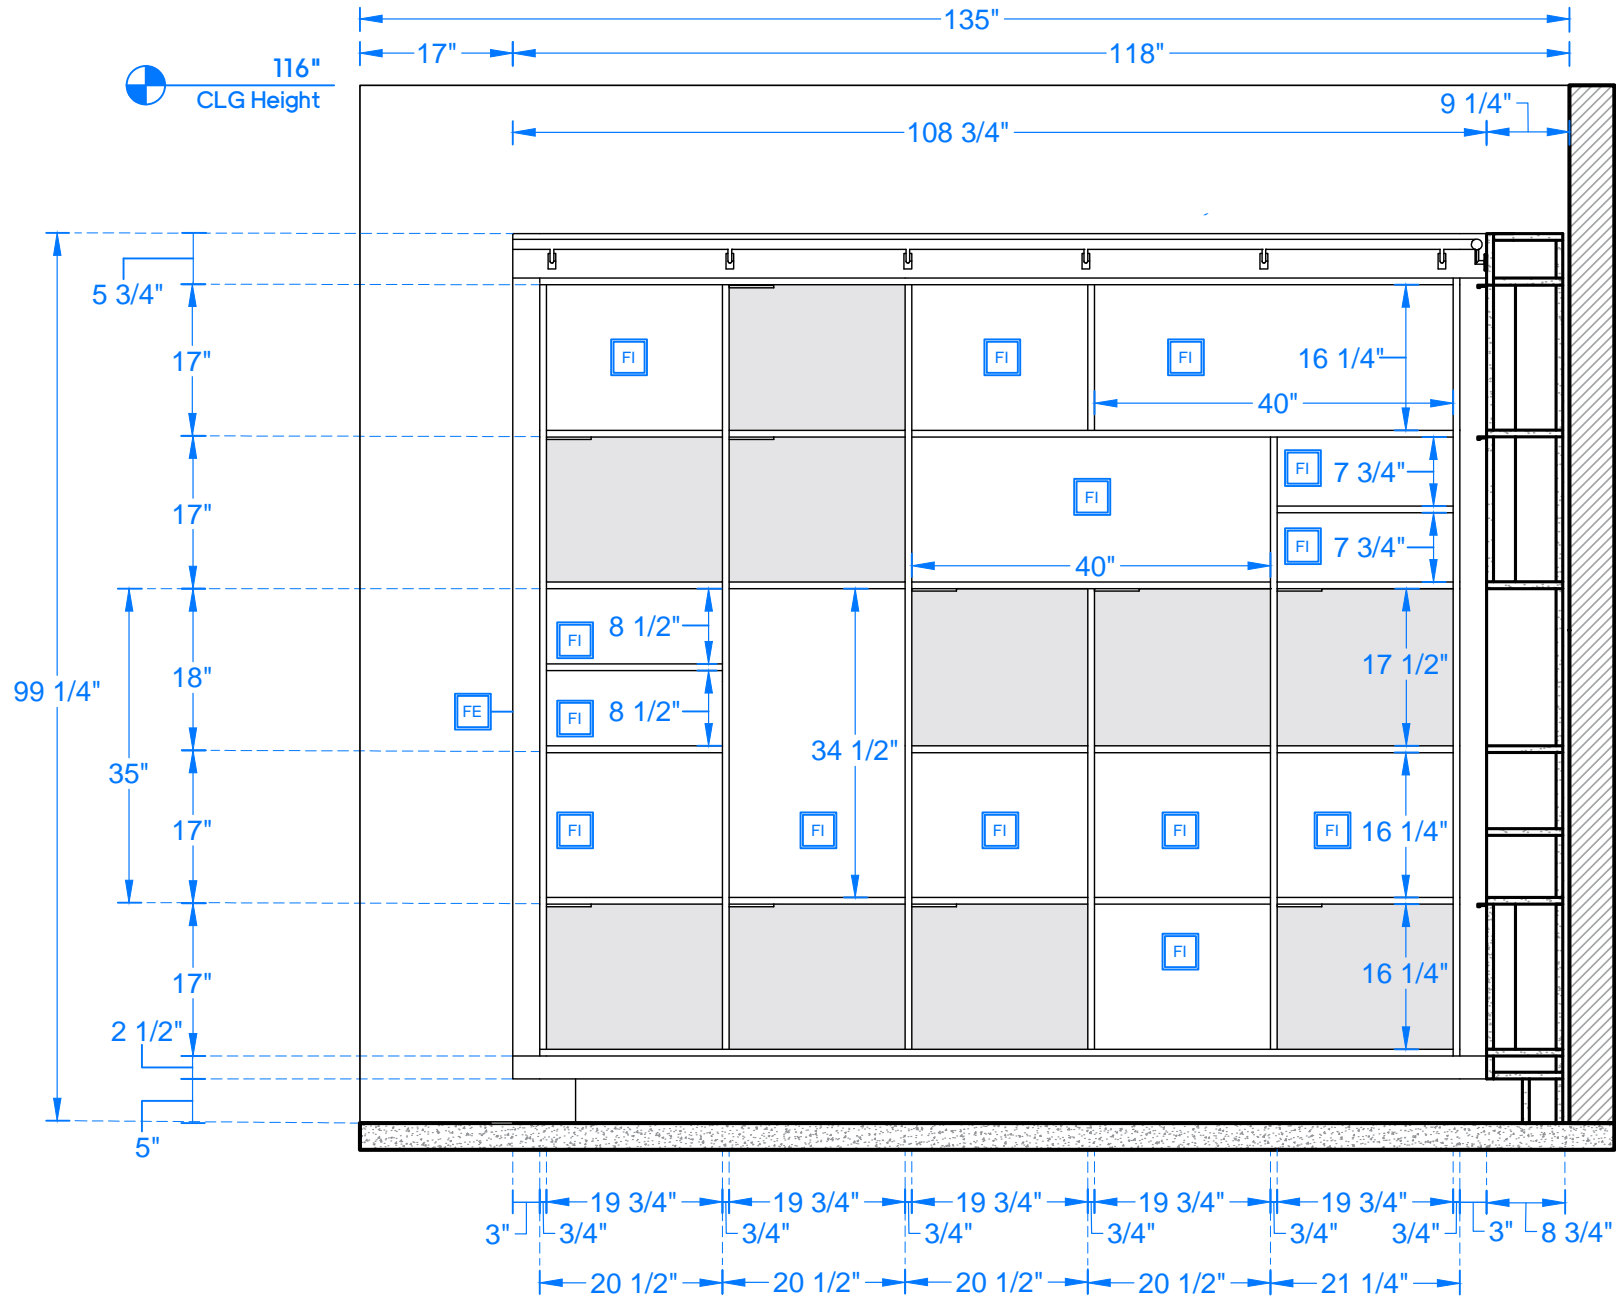 135"
17"
118"
116"
CLG Height
9 1/4"
108 3/4"
5 3/4"
17"
FI
FI
FI
16 1/4"
40"
17"
FI
FI
7 3/4"
FI
7 3/4"
40"
FI
8 1/2"
18"
17 1/2"
99 1/4"
FE
FI
8 1/2"
34 1/2"
35"
17"
FI
FI
FI
FI
FI
16 1/4"
FI
17"
16 1/4"
2 1/2"
5"
19 3/4"
19 3/4"
19 3/4"
19 3/4"
19 3/4"
3"
3/4"
3/4"
3/4"
3/4"
3/4"
3/4"
3"
8 3/4"
20 1/2"
20 1/2"
20 1/2"
20 1/2"
21 1/4"